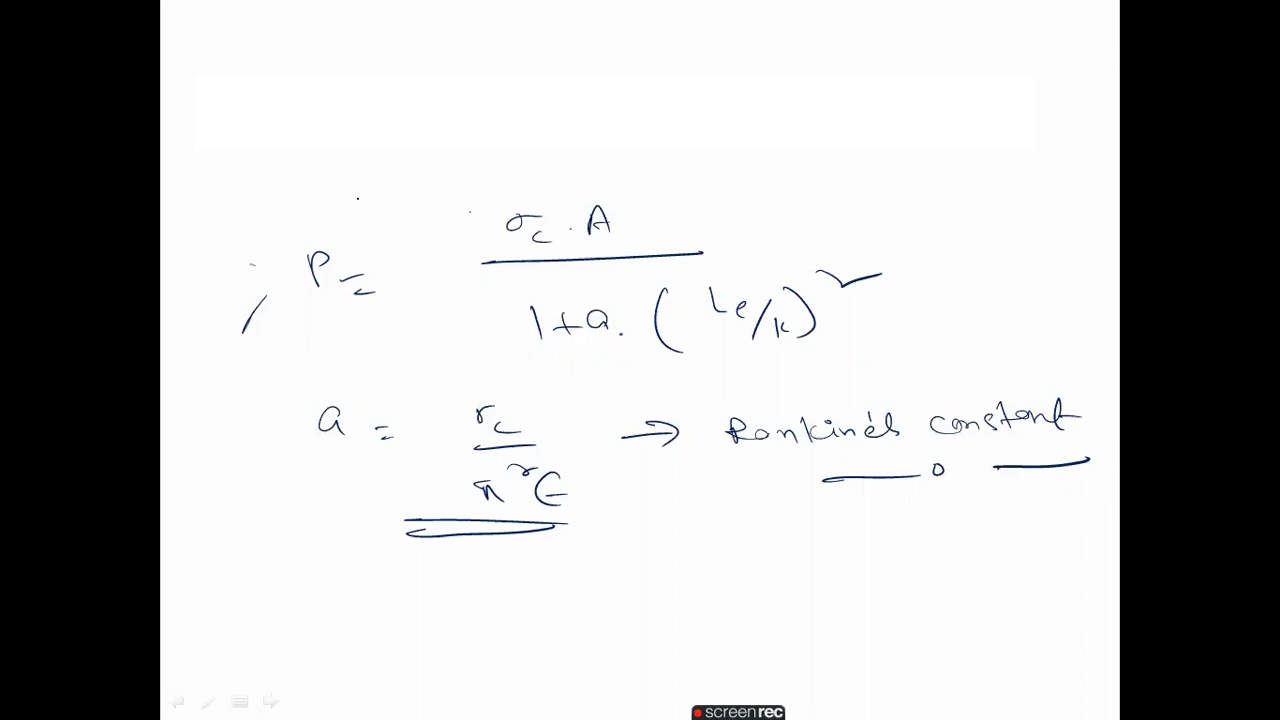 P = σc . A / 1+a. (Le/k)²
a = σc / π²E → Rankine's constant
screenrec